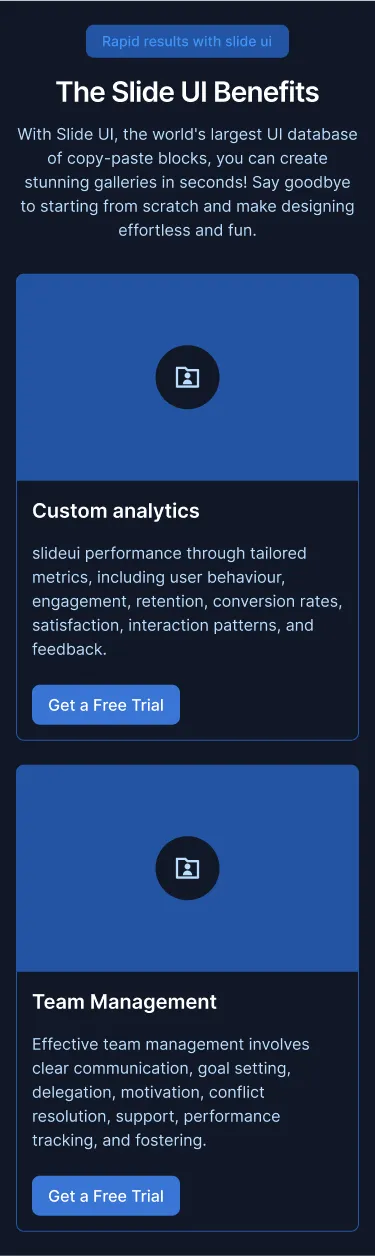 Rapid results with slide ui
The Slide UI Benefits
With Slide UI, the world's largest UI database
of copy-paste blocks, you can create
stunning galleries in seconds! Say goodbye
to starting from scratch and make designing
effortless and fun.
Custom analytics
slideui performance through tailored
metrics, including user behaviour,
engagement, retention, conversion rates,
satisfaction, interaction patterns, and
feedback.
Get a Free Trial
Team Management
Effective team management involves
clear communication, goal setting,
delegation, motivation, conflict
resolution, support, performance
tracking, and fostering.
Get a Free Trial